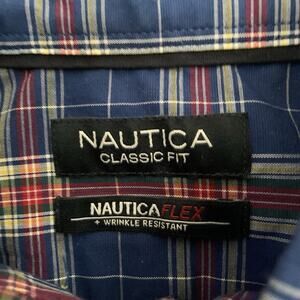 NAUTICA
CLASSIC FIT
NAUTICAFLEX
+ WRINKLE RESISTANT